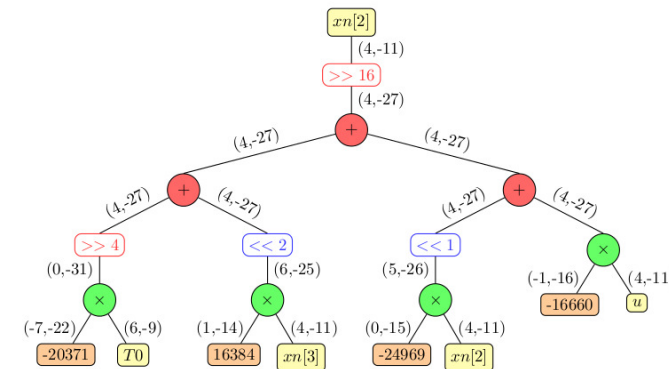 xn[2]
(4,-11)
>> 16
(4,-27)
+
(4,-27) (4,-27)
+ +
(4,-27) (4,-27) (4,-27) (4,-27)
>> 4 << 2 << 1 ×
(0,-31) (6,-25) (5,-26) (-1,-16) (4,-11
× × × -16660 u
(-7,-22) (6,-9) (1,-14) (4,-11) (0,-15) (4,-11)
-20371 T0 16384 xn[3] -24969 xn[2]